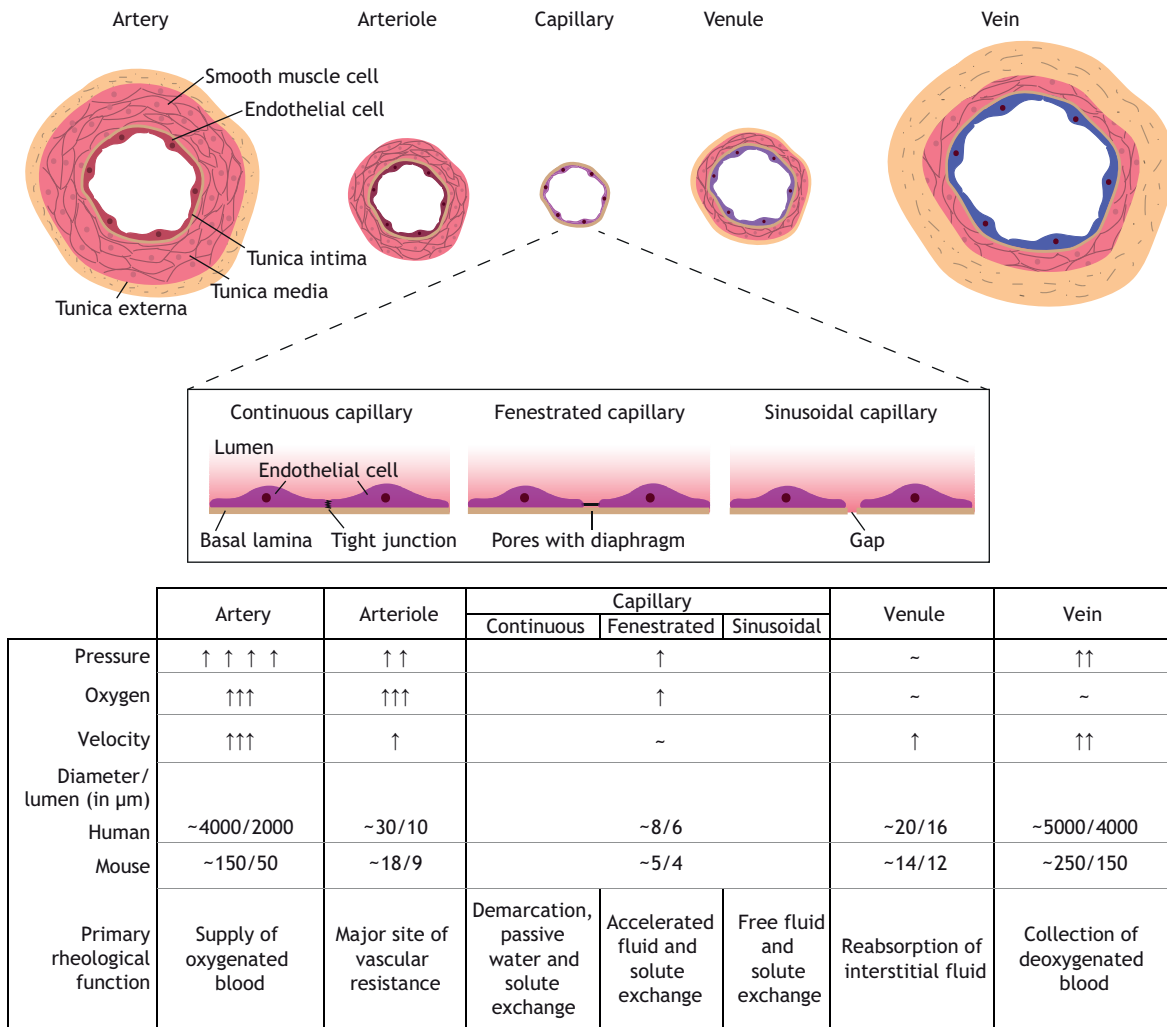 Artery
Arteriole
Capillary
Venule
Vein
Smooth muscle cell
Endothelial cell
Tunica intima
Tunica media
Tunica externa
Continuous capillary
Fenestrated capillary
Sinusoidal capillary
Lumen
Endothelial cell
Basal lamina
Tight junction
Pores with diaphragm
Gap
Artery
Arteriole
Capillary
Continuous
Fenestrated
Sinusoidal
Venule
Vein
Pressure ↑ ↑ ↑ ↑ ↑↑ ↑ ~ ↑↑
Oxygen ↑↑↑ ↑↑↑ ↑ ~ ~
Velocity ↑↑↑ ↑ ~ ↑ ↑↑
Diameter/
lumen (in µm)
Human ~4000/2000 ~30/10 ~8/6 ~20/16 ~5000/4000
Mouse ~150/50 ~18/9 ~5/4 ~14/12 ~250/150
Primary
rheological
function
Supply of
oxygenated
blood
Major site of
vascular
resistance
Demarcation,
passive
water and
solute
exchange
Accelerated
fluid and
solute
exchange
Free fluid
and
solute
exchange
Reabsorption of
interstitial fluid
Collection of
deoxygenated
blood